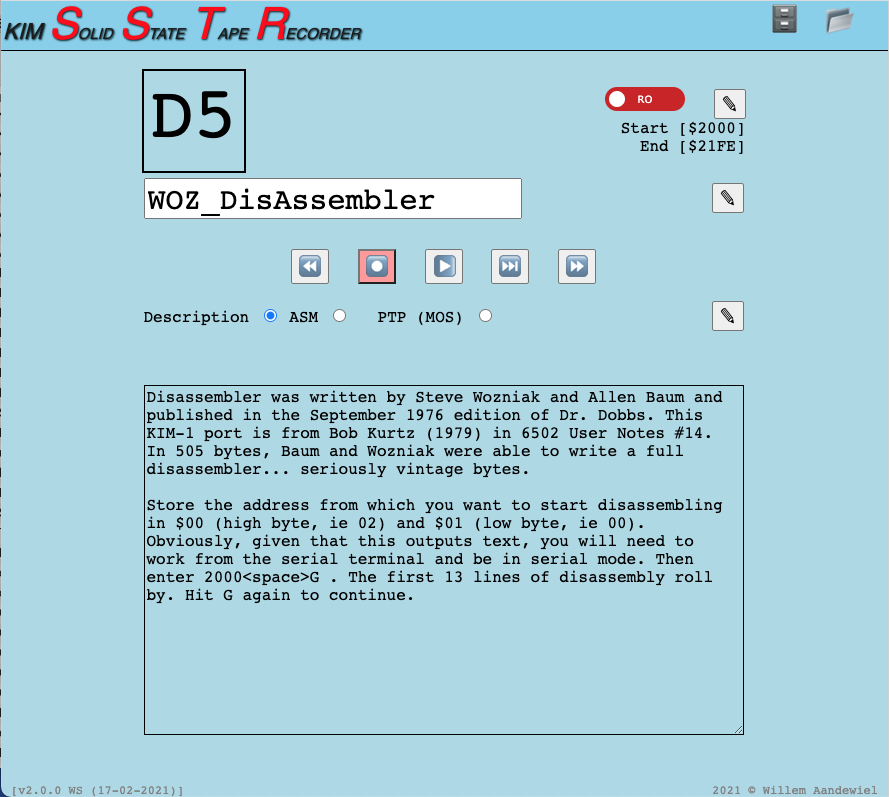 KIM SOLID STATE TAPE RECORDER
D5
RO
Start [$2000]
End [$21FE]
WOZ_DisAssembler
Description ASM PTP (MOS)
Disassembler was written by Steve Wozniak and Allen Baum and
published in the September 1976 edition of Dr. Dobbs. This
KIM-1 port is from Bob Kurtz (1979) in 6502 User Notes #14.
In 505 bytes, Baum and Wozniak were able to write a full
disassembler... seriously vintage bytes.
Store the address from which you want to start disassembling
in $00 (high byte, ie 02) and $01 (low byte, ie 00).
Obviously, given that this outputs text, you will need to
work from the serial terminal and be in serial mode. Then
enter 2000<space>G . The first 13 lines of disassembly roll
by. Hit G again to continue.
[v2.0.0 WS (17-02-2021)]
2021 © Willem Aandewiel